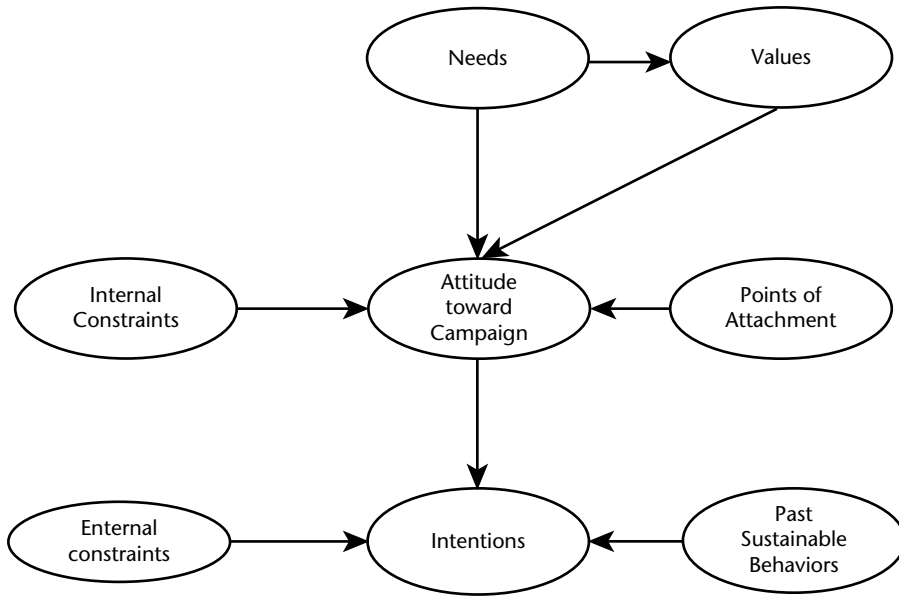 Needs
Values
Internal
Constraints
Attitude
toward
Campaign
Points of
Attachment
Enternal
constraints
Intentions
Past
Sustainable
Behaviors